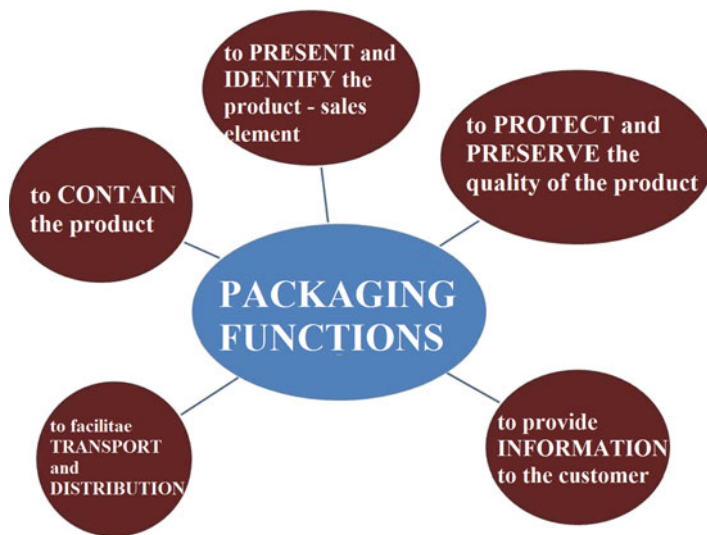 to PRESENT and
IDENTIFY the
product - sales
element
to PROTECT and
PRESERVE the
quality of the product
to CONTAIN
the product
PACKAGING
FUNCTIONS
to facilitae
TRANSPORT
and
DISTRIBUTION
to provide
INFORMATION
to the customer